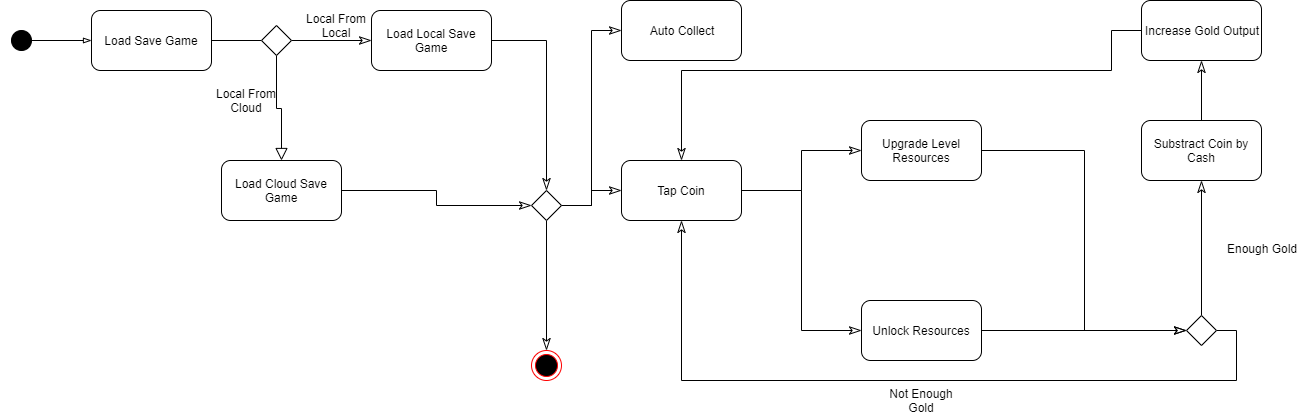 Load Save Game
Local From
Local
Load Local Save
Game
Auto Collect
Increase Gold Output
Local From
Cloud
Load Cloud Save
Game
Tap Coin
Upgrade Level
Resources
Substract Coin by
Cash
Enough Gold
Unlock Resources
Not Enough
Gold